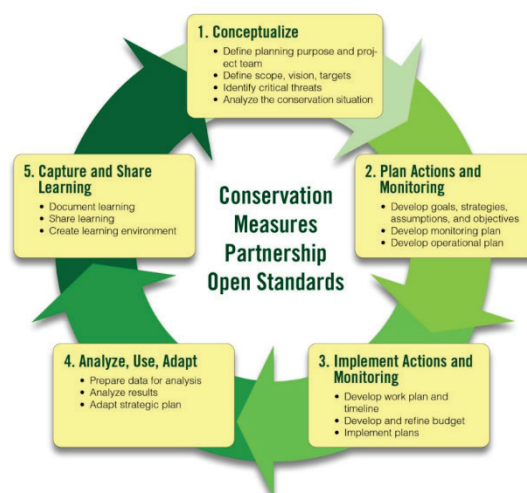 1. Conceptualize
• Define planning purpose and proj-
ect team
• Define scope, vision, targets
• Identify critical threats
• Analyze the conservation situation
2. Plan Actions and
Monitoring
• Develop goals, strategies,
assumptions, and objectives
• Develop monitoring plan
• Develop operational plan
3. Implement Actions and
Monitoring
• Develop work plan and
timeline
• Develop and refine budget
• Implement plans
4. Analyze, Use, Adapt
• Prepare data for analysis
• Analyze results
• Adapt strategic plan
5. Capture and Share
Learning
• Document learning
• Share learning
• Create learning environment
Conservation
Measures
Partnership
Open Standards